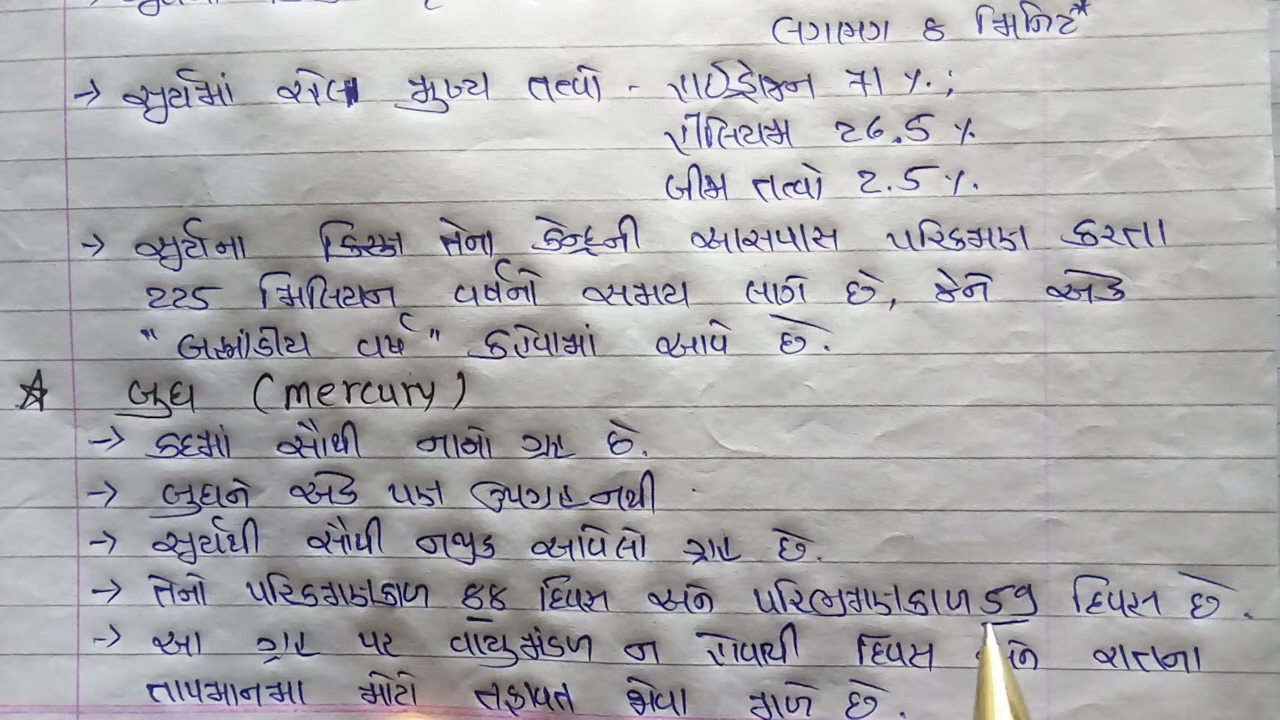 લગભગ 8 મિનિટ*
→ સુર્યમાં રહેલ મુખ્ય તત્વો - હાઈડ્રોજન 71 %.;
હીલિયમ 26.5 %
બીજા તત્વો 2.5 %.
→ સુર્યના કિરણ તેના કેન્દ્રની આસપાસ પરિક્રમણ કરતા
225 મિલિયન વર્ષનો સમય લાગે છે, જેને એક
"બ્રહ્માંડીય વર્ષ" કહેવામાં આવે છે.
☆ બુધ (mercury)
→ કદમાં સૌથી નાનો ગ્રહ છે.
→ બુધને એક પણ ઉપગ્રહ નથી
→ સુર્યથી સૌથી નજીક આવેલો ગ્રહ છે.
→ તેનો પરિક્રમણકાળ 88 દિવસ અને પરિભ્રમણકાળ 59 દિવસ છે.
→ આ ગ્રહ પર વાયુમંડળ ન હોવાથી દિવસ અને રાતના
તાપમાનમા મોટો તફાવત જોવા મળે છે.